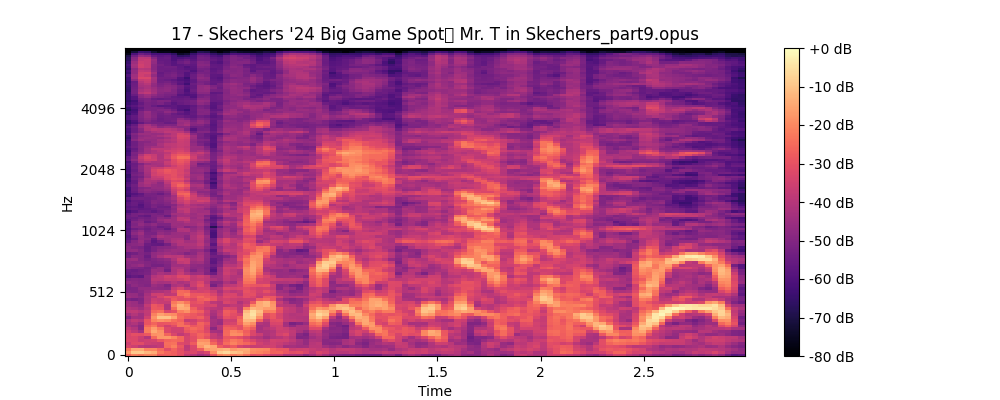 17 - Skechers '24 Big Game Spot▯ Mr. T in Skechers_part9.opus
Hz
4096
2048
1024
512
0
0
0.5
1
1.5
2
2.5
Time
+0 dB
-10 dB
-20 dB
-30 dB
-40 dB
-50 dB
-60 dB
-70 dB
-80 dB